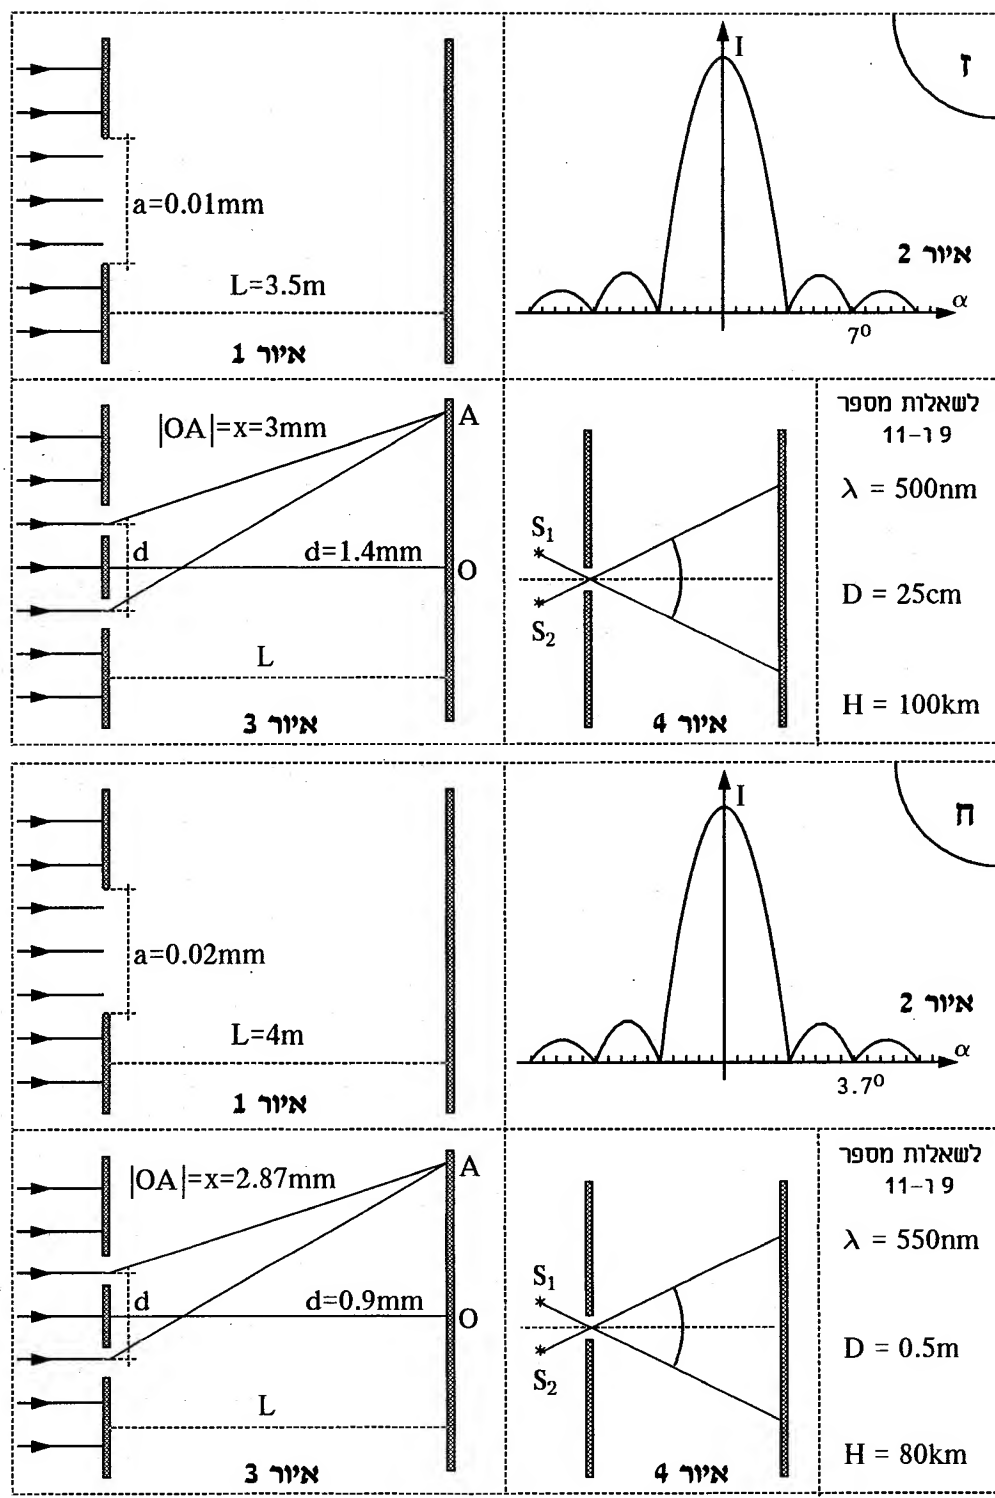 ז
a=0.01mm
L=3.5m
איור 1
I
איור 2
α
7⁰
|OA|=x=3mm
A
d
d=1.4mm
O
L
איור 3
S₁
S₂
איור 4
לשאלות מספר
9 ו-11
λ = 500nm
D = 25cm
H = 100km
ח
a=0.02mm
L=4m
איור 1
I
איור 2
α
3.7⁰
|OA|=x=2.87mm
A
d
d=0.9mm
O
L
איור 3
S₁
S₂
איור 4
לשאלות מספר
9 ו-11
λ = 550nm
D = 0.5m
H = 80km